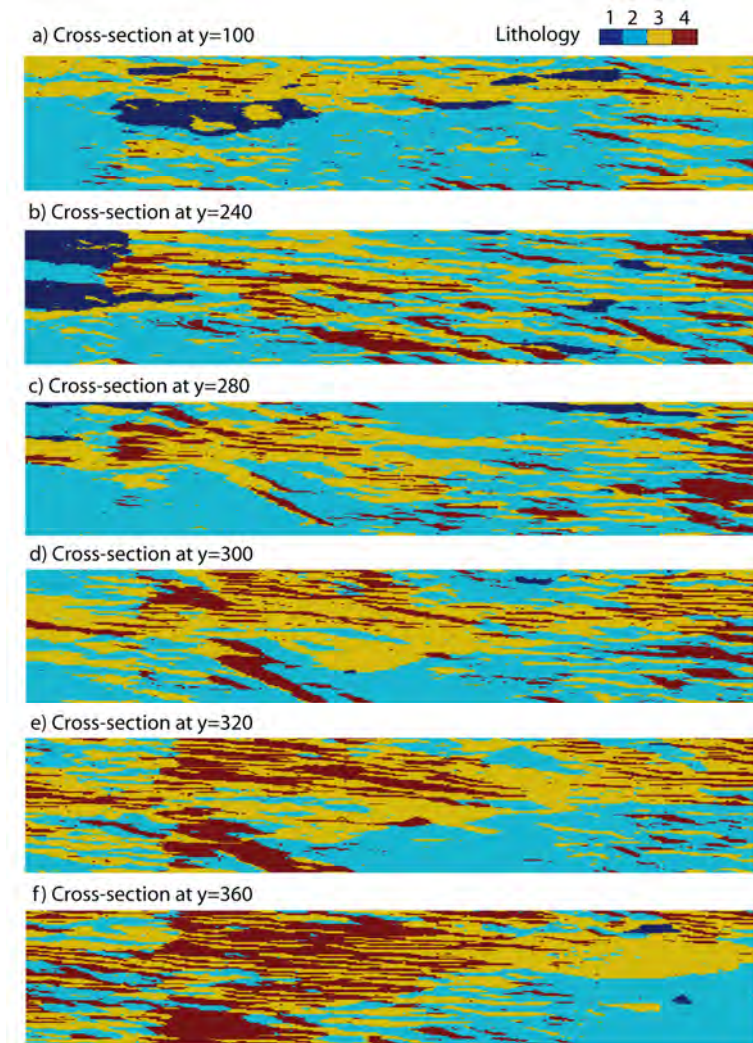 1 2 3 4
a) Cross-section at y=100
Lithology
b) Cross-section at y=240
c) Cross-section at y=280
d) Cross-section at y=300
e) Cross-section at y=320
f) Cross-section at y=360